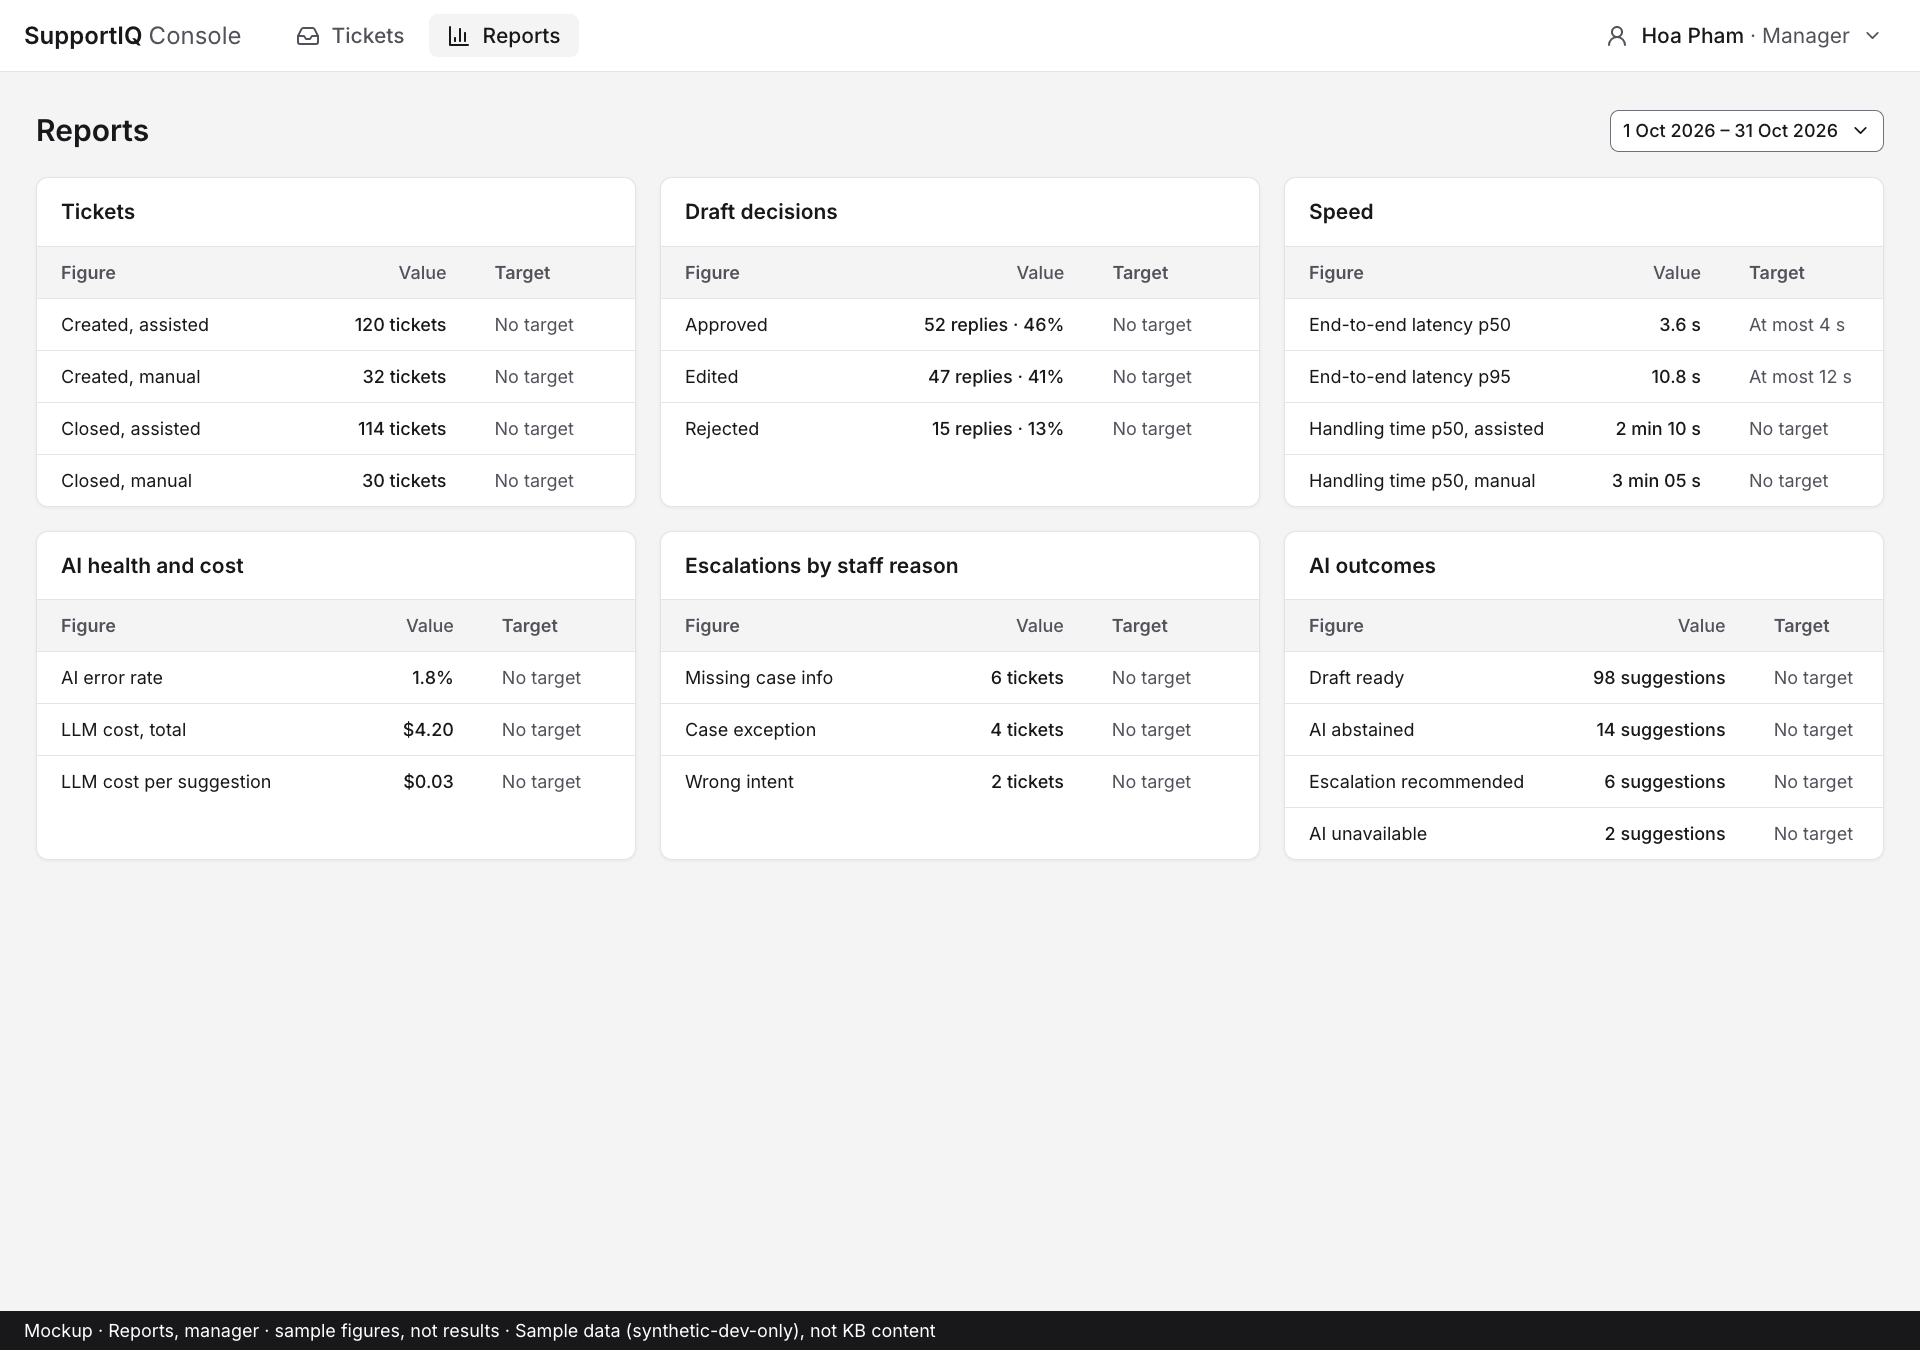 SupportIQ Console
Tickets
Reports
Hoa Pham · Manager
Reports
1 Oct 2026 – 31 Oct 2026
Tickets
Figure Value Target
Created, assisted 120 tickets No target
Created, manual 32 tickets No target
Closed, assisted 114 tickets No target
Closed, manual 30 tickets No target
Draft decisions
Figure Value Target
Approved 52 replies · 46% No target
Edited 47 replies · 41% No target
Rejected 15 replies · 13% No target
Speed
Figure Value Target
End-to-end latency p50 3.6 s At most 4 s
End-to-end latency p95 10.8 s At most 12 s
Handling time p50, assisted 2 min 10 s No target
Handling time p50, manual 3 min 05 s No target
AI health and cost
Figure Value Target
AI error rate 1.8% No target
LLM cost, total $4.20 No target
LLM cost per suggestion $0.03 No target
Escalations by staff reason
Figure Value Target
Missing case info 6 tickets No target
Case exception 4 tickets No target
Wrong intent 2 tickets No target
AI outcomes
Figure Value Target
Draft ready 98 suggestions No target
AI abstained 14 suggestions No target
Escalation recommended 6 suggestions No target
AI unavailable 2 suggestions No target
Mockup · Reports, manager · sample figures, not results · Sample data (synthetic-dev-only), not KB content